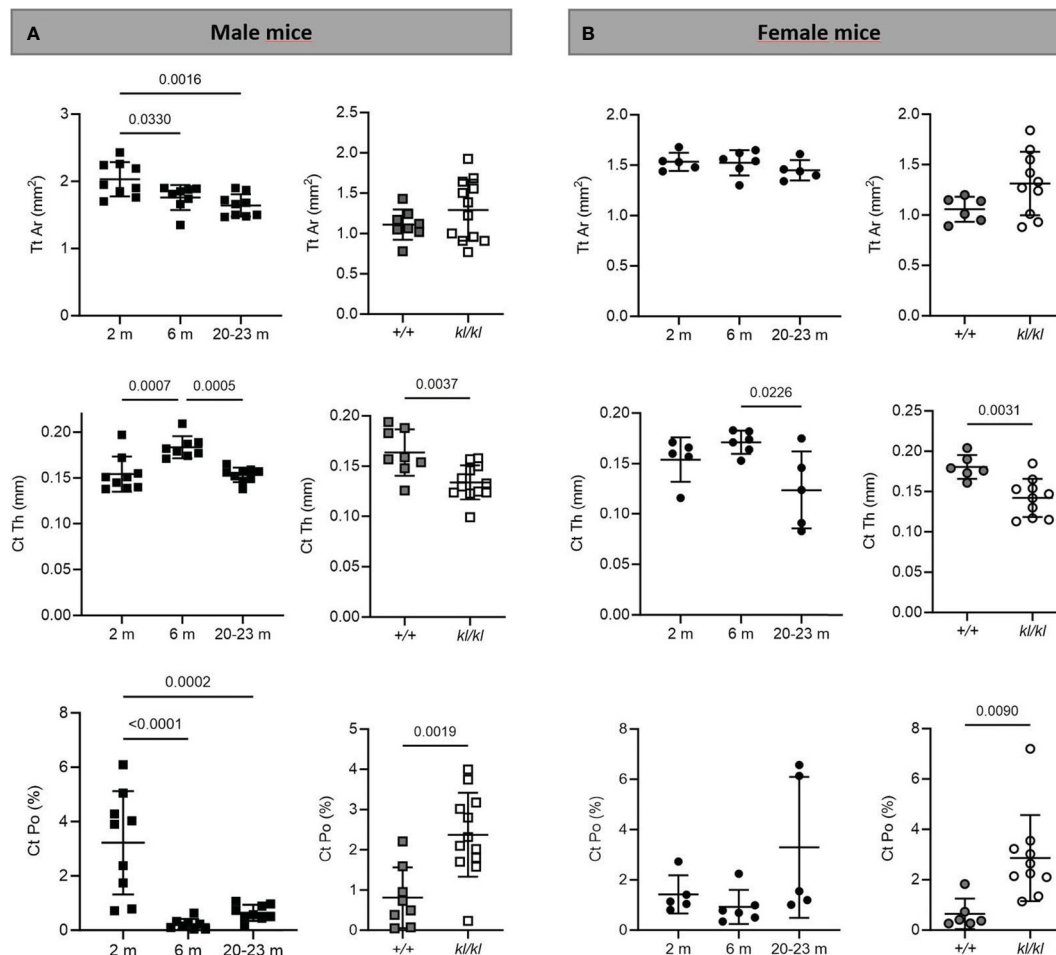 A Male mice
B Female mice
0.0016
0.0330
3
2
1
0
Tt Ar (mm²)
2 m 6 m 20-23 m
2.5
2.0
1.5
1.0
0.5
0.0
Tt Ar (mm²)
+/+ kl/kl
2.0
1.5
1.0
0.5
0.0
Tt Ar (mm²)
2 m 6 m 20-23 m
2.0
1.5
1.0
0.5
0.0
Tt Ar (mm²)
+/+ kl/kl
0.0007 0.0005
0.20
0.15
0.10
0.05
0.00
Ct Th (mm)
2 m 6 m 20-23 m
0.0037
0.20
0.15
0.10
0.05
0.00
Ct Th (mm)
+/+ kl/kl
0.0226
0.20
0.15
0.10
0.05
0.00
Ct Th (mm)
2 m 6 m 20-23 m
0.0031
0.25
0.20
0.15
0.10
0.05
0.00
Ct Th (mm)
+/+ kl/kl
0.0002
<0.0001
8
6
4
2
0
Ct Po (%)
2 m 6 m 20-23 m
0.0019
5
4
3
2
1
0
Ct Po (%)
+/+ kl/kl
8
6
4
2
0
Ct Po (%)
2 m 6 m 20-23 m
0.0090
8
6
4
2
0
Ct Po (%)
+/+ kl/kl